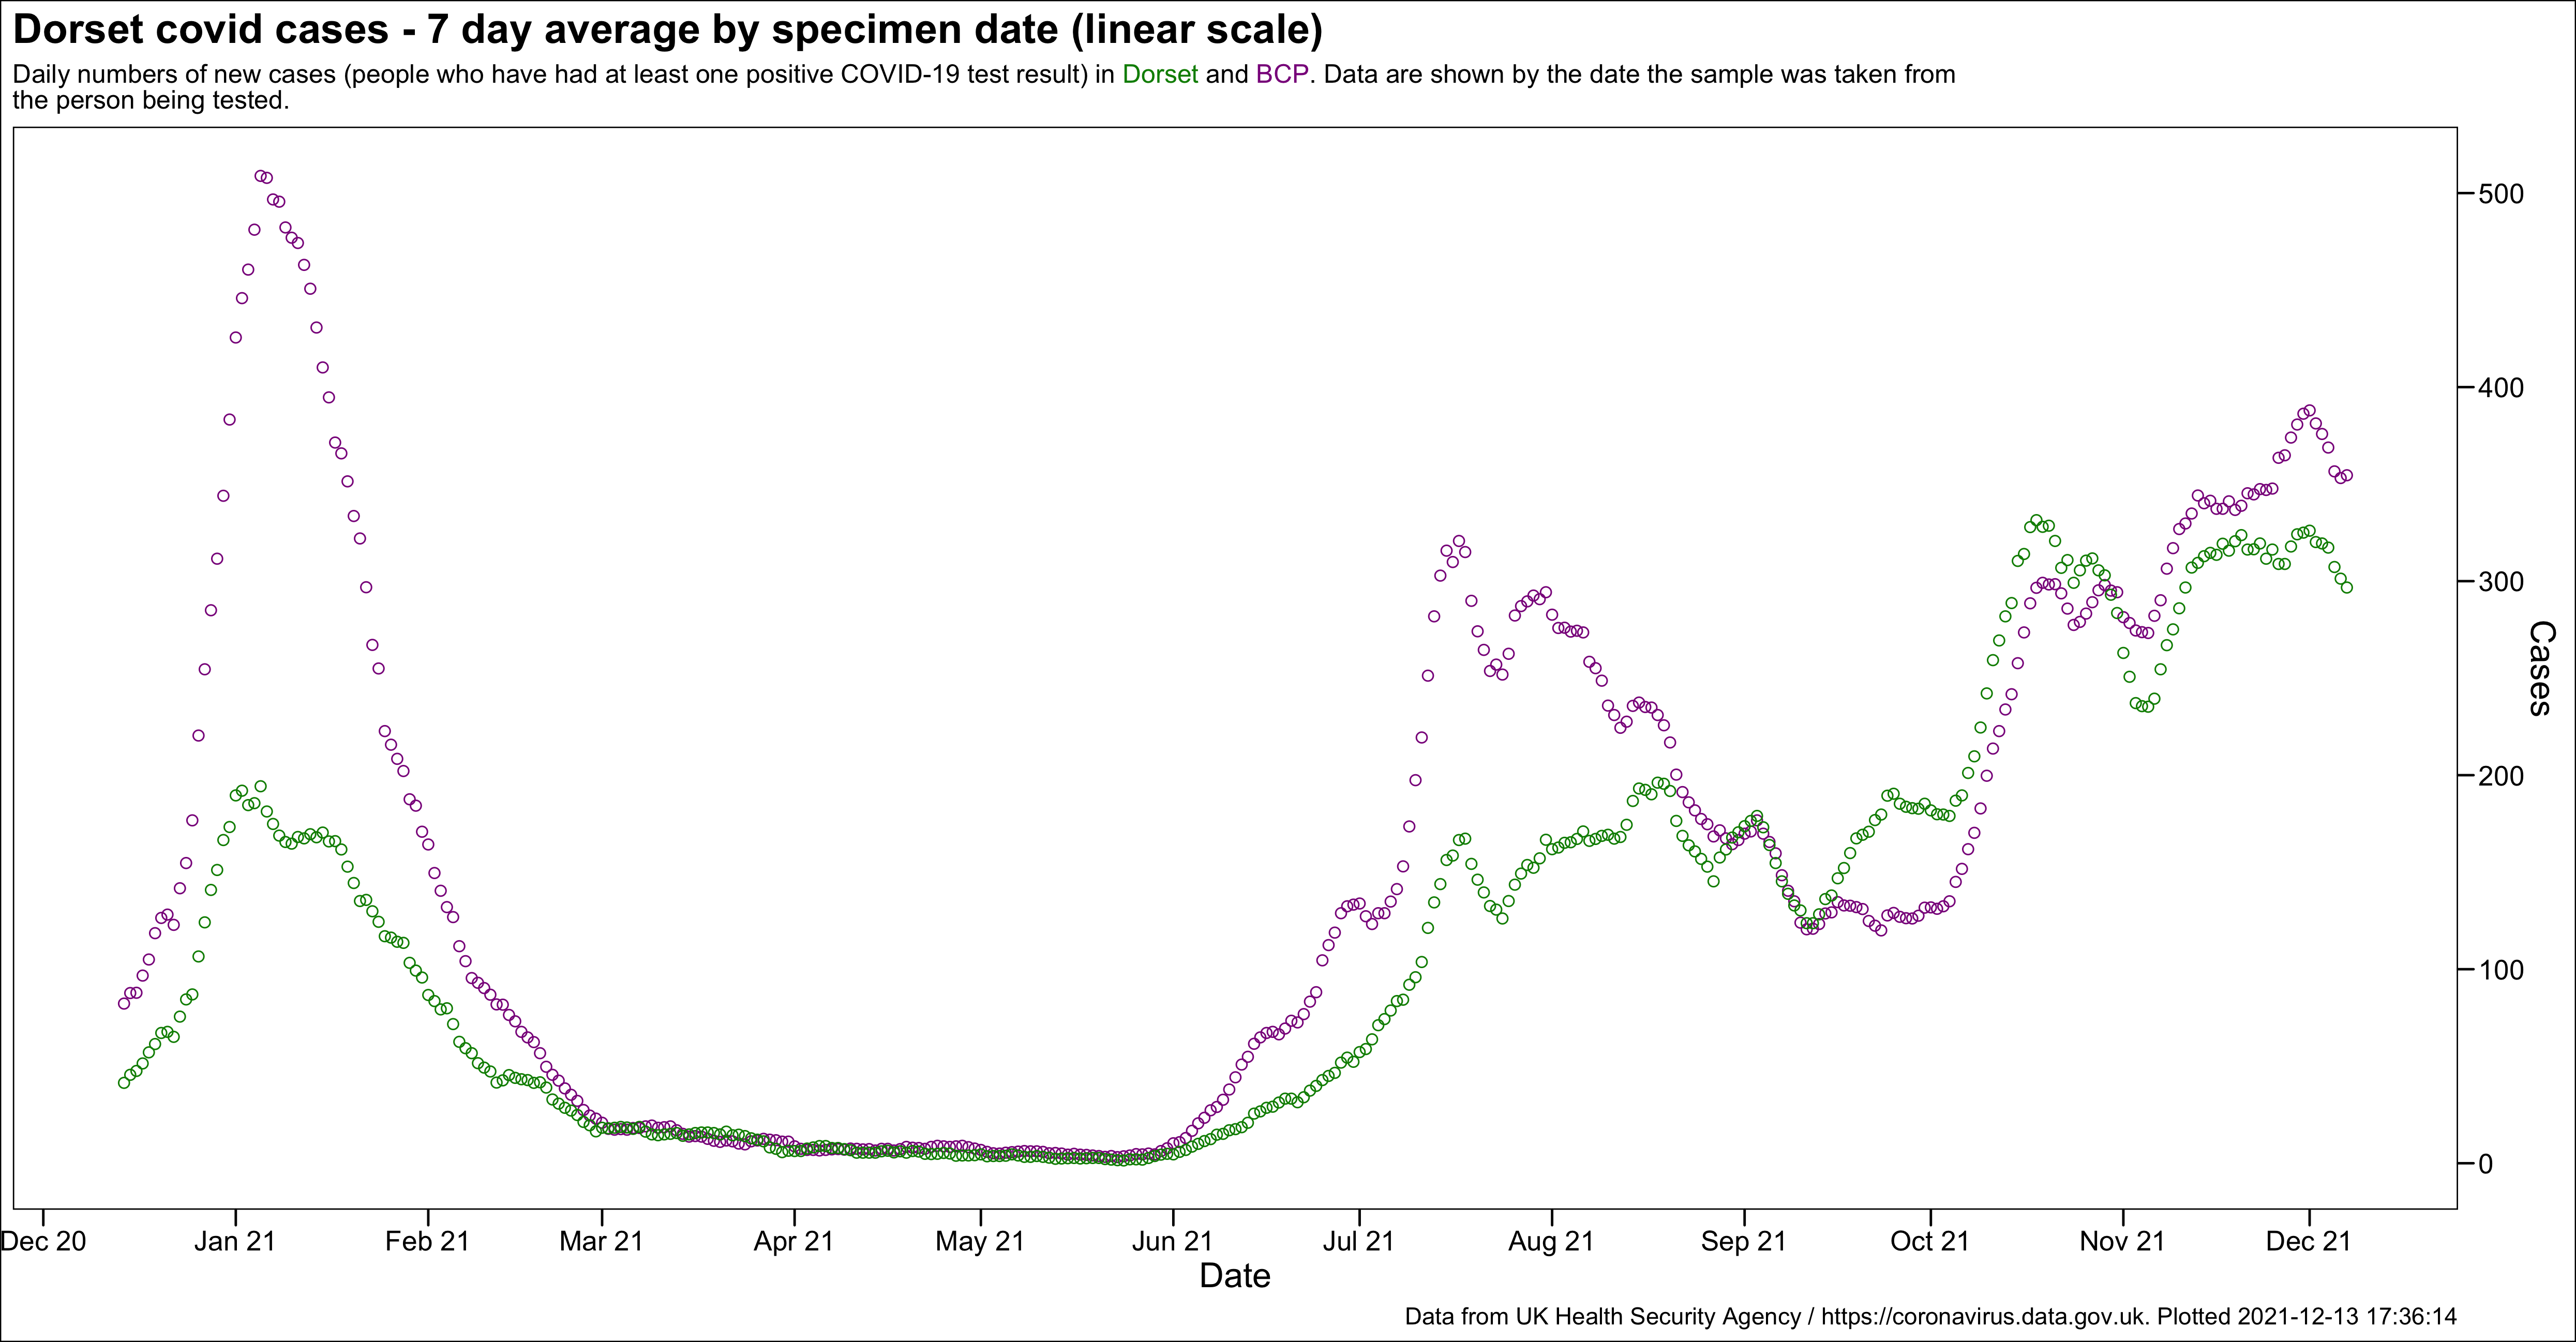 Dorset covid cases - 7 day average by specimen date (linear scale)
Daily numbers of new cases (people who have had at least one positive COVID-19 test result) in Dorset and BCP. Data are shown by the date the sample was taken from
the person being tested.
500
400
300
200
100
0
Cases
Dec 20 Jan 21 Feb 21 Mar 21 Apr 21 May 21 Jun 21 Jul 21 Aug 21 Sep 21 Oct 21 Nov 21 Dec 21
Date
Data from UK Health Security Agency / https://coronavirus.data.gov.uk. Plotted 2021-12-13 17:36:14